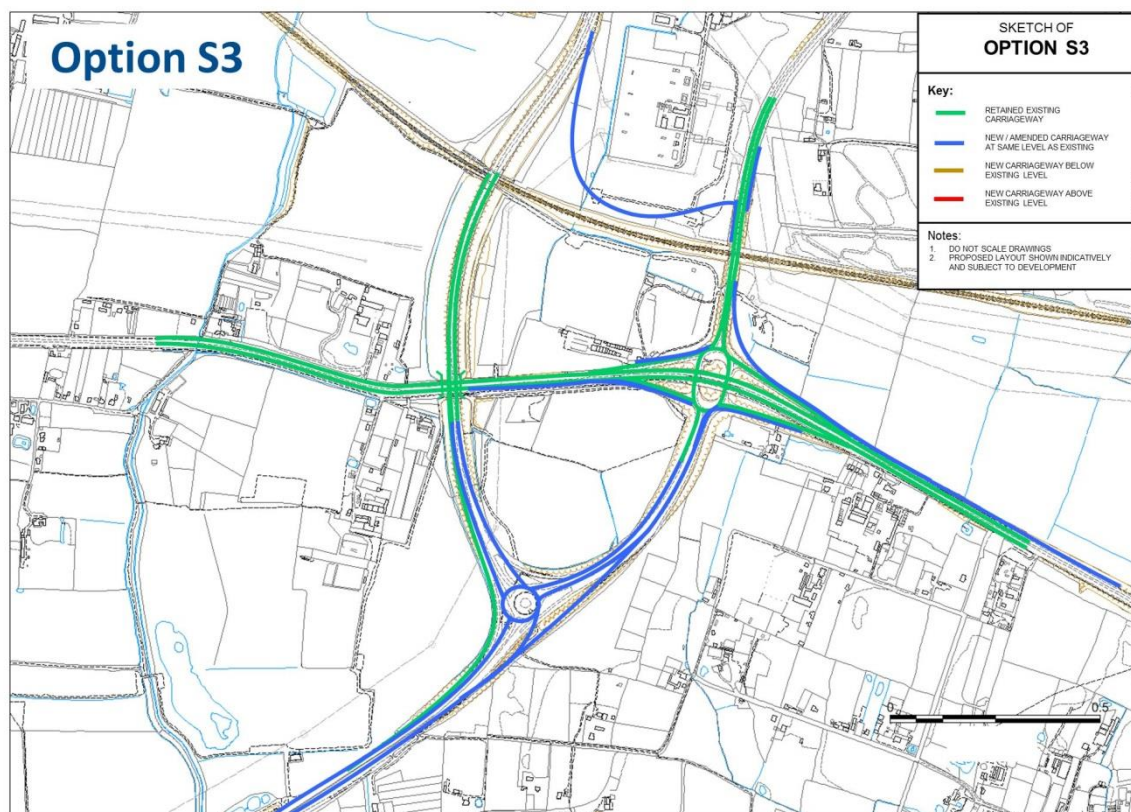 Option S3
SKETCH OF
OPTION S3
Key:
RETAINED EXISTING
CARRIAGEWAY
NEW / AMENDED CARRIAGEWAY
AT SAME LEVEL AS EXISTING
NEW CARRIAGEWAY BELOW
EXISTING LEVEL
NEW CARRIAGEWAY ABOVE
EXISTING LEVEL
Notes:
1. DO NOT SCALE DRAWINGS
2. PROPOSED LAYOUT SHOWN INDICATIVELY
AND SUBJECT TO DEVELOPMENT
0 0.5